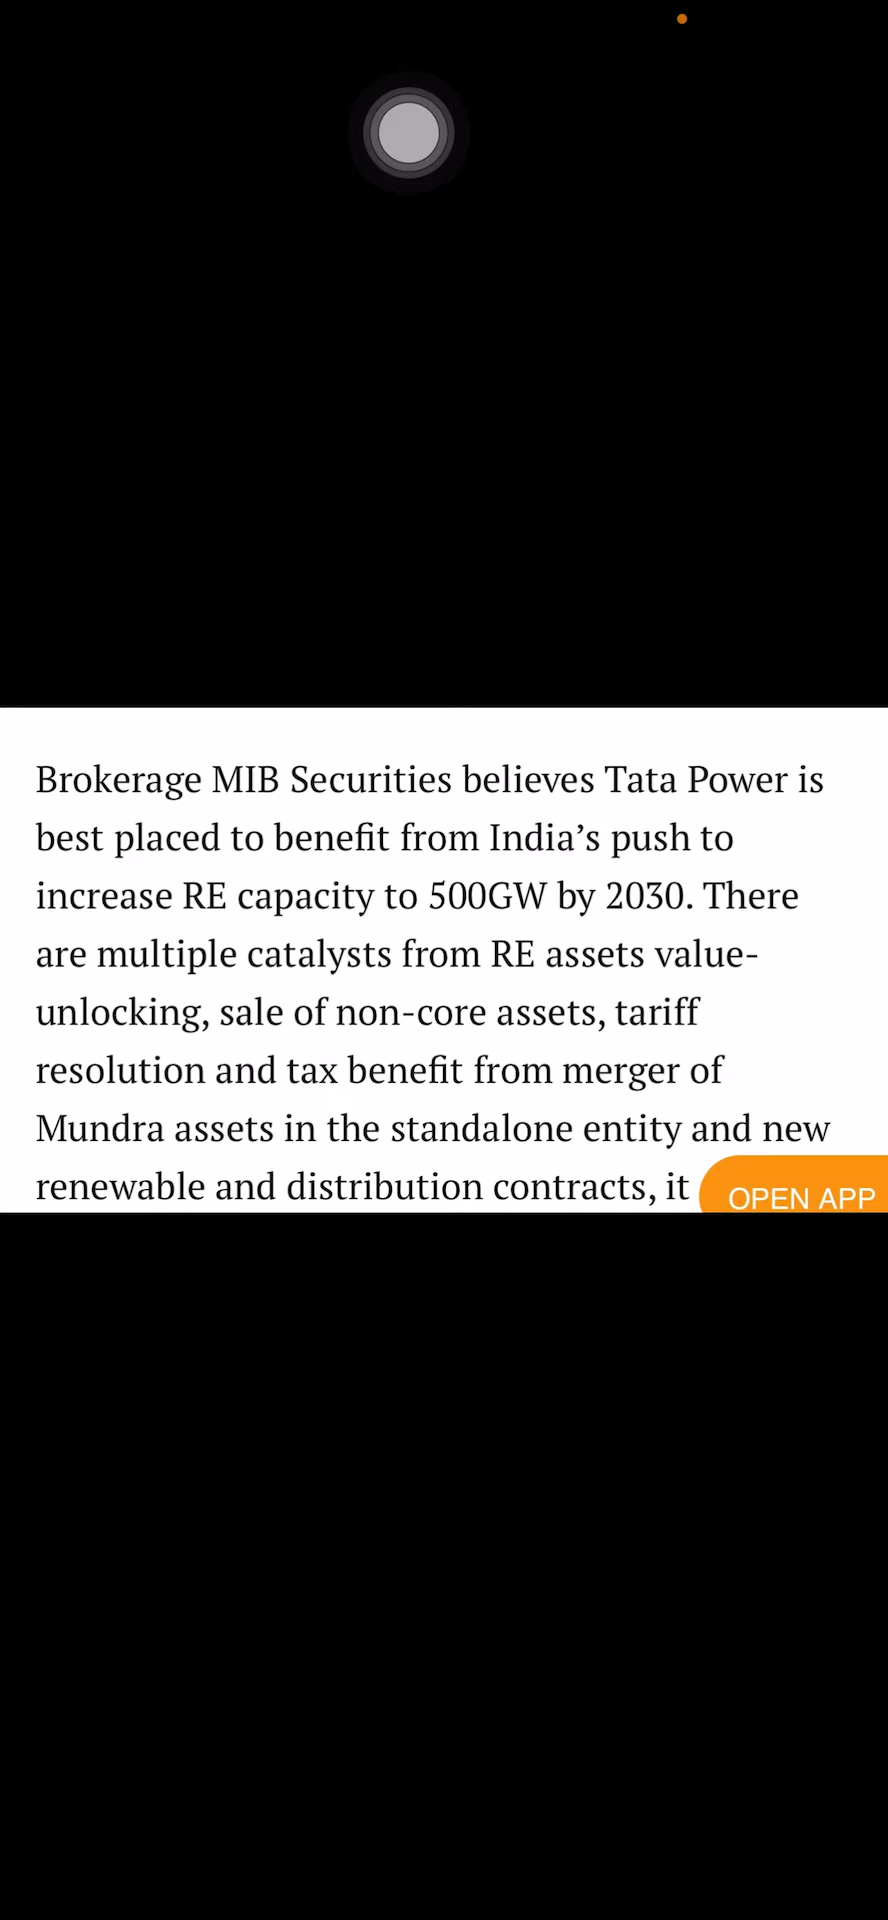 Brokerage MIB Securities believes Tata Power is
best placed to benefit from India’s push to
increase RE capacity to 500GW by 2030. There
are multiple catalysts from RE assets value-
unlocking, sale of non-core assets, tariff
resolution and tax benefit from merger of
Mundra assets in the standalone entity and new
renewable and distribution contracts, it
OPEN APP